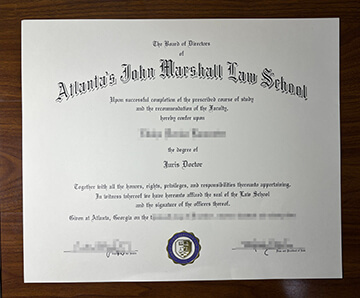 The Board of Directors
of
Atlanta's John Marshall Law School
Upon successful completion of the prescribed course of study
and the recommendation of the Faculty,
hereby confer upon
the degree of
Juris Doctor
Together with all the honors, rights, privileges, and responsibilities thereunto appertaining.
In witness whereof we have hereunto affixed the seal of the Law School
and the signature of the officers thereof.
Given at Atlanta, Georgia on the